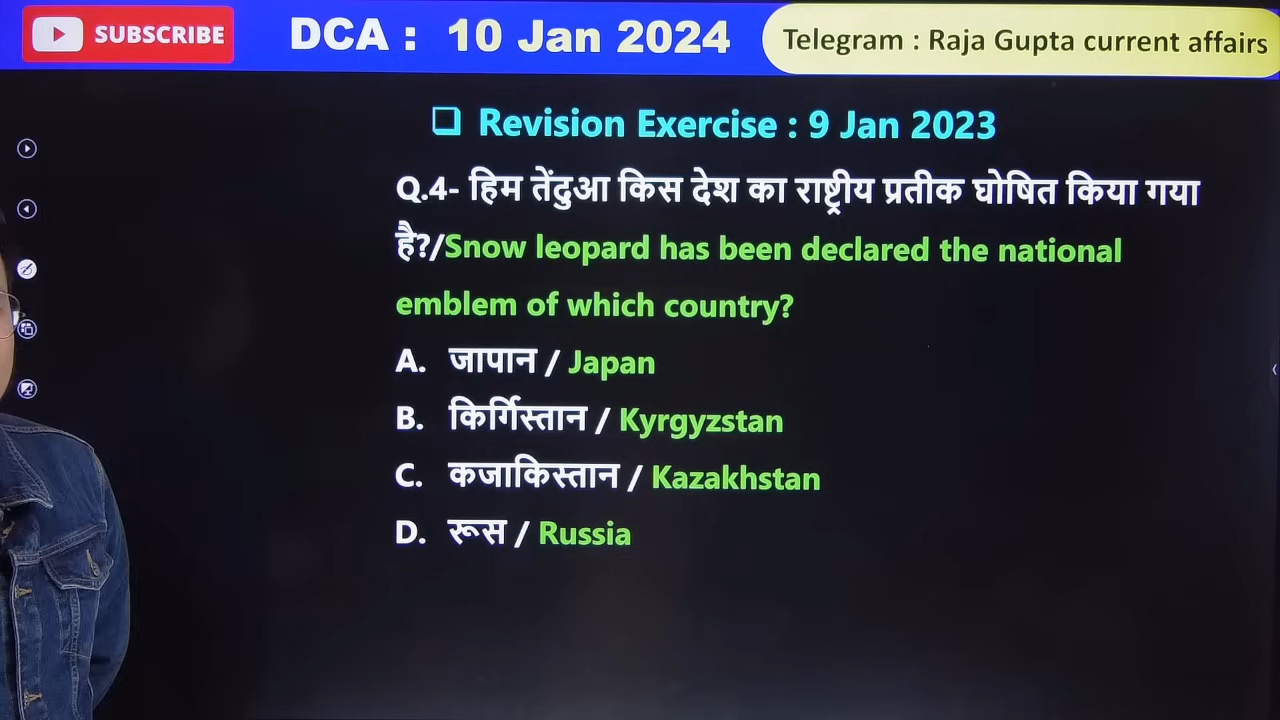 SUBSCRIBE
DCA : 10 Jan 2024
Telegram : Raja Gupta current affairs
❑ Revision Exercise : 9 Jan 2023
Q.4- हिम तेंदुआ किस देश का राष्ट्रीय प्रतीक घोषित किया गया
है?/Snow leopard has been declared the national
emblem of which country?
A. जापान / Japan
B. किर्गिस्तान / Kyrgyzstan
C. कजाकिस्तान / Kazakhstan
D. रूस / Russia